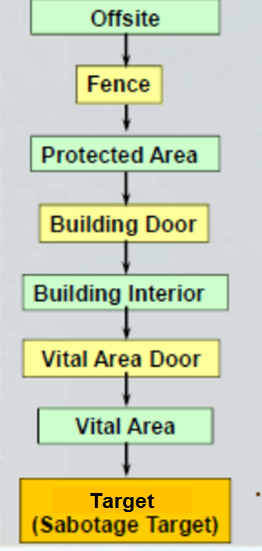 Offsite
Fence
Protected Area
Building Door
Building Interior
Vital Area Door
Vital Area
Target
(Sabotage Target)